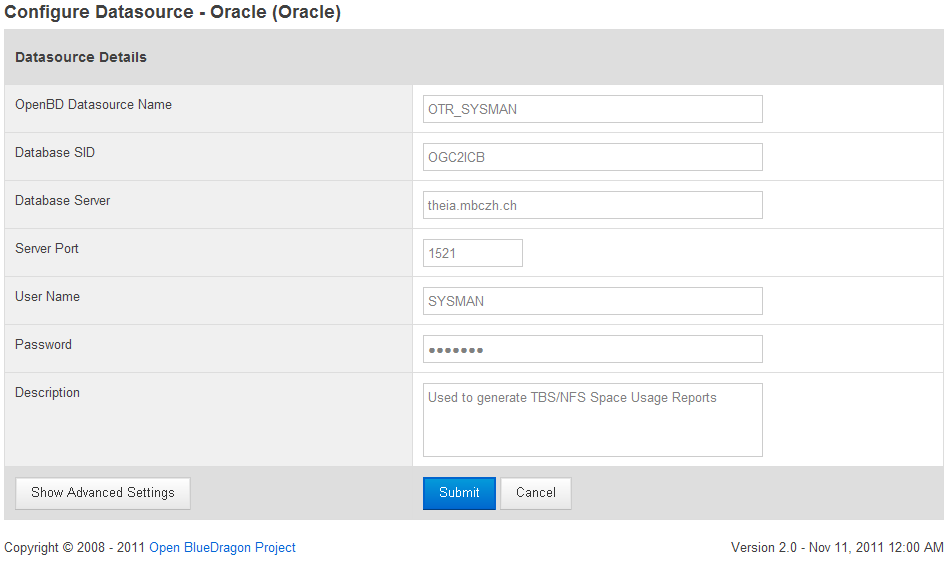 Configure Datasource - Oracle (Oracle)
Datasource Details
OpenBD Datasource Name
OTR_SYSMAN
Database SID
OGC2ICB
Database Server
theia.mbczh.ch
Server Port
1521
User Name
SYSMAN
Password
●●●●●●●
Description
Used to generate TBS/NFS Space Usage Reports
Show Advanced Settings
Submit
Cancel
Copyright © 2008 - 2011 Open BlueDragon Project
Version 2.0 - Nov 11, 2011 12:00 AM